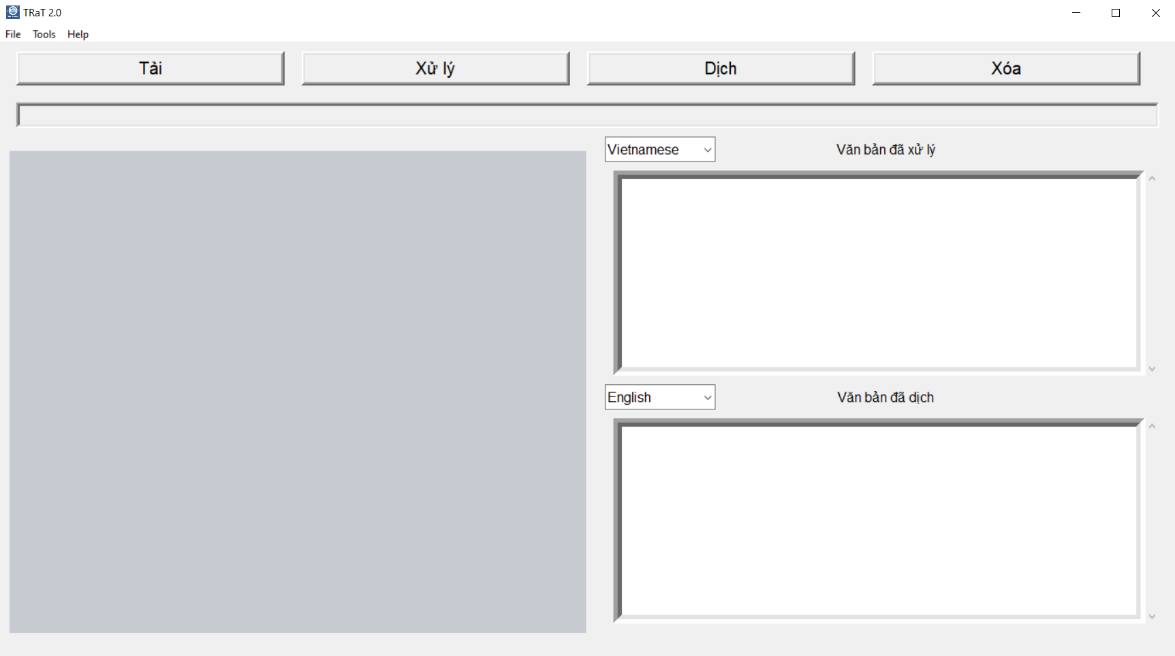 TRaT 2.0
File Tools Help
Tải Xử lý Dịch Xóa
Vietnamese Văn bản đã xử lý
English Văn bản đã dịch